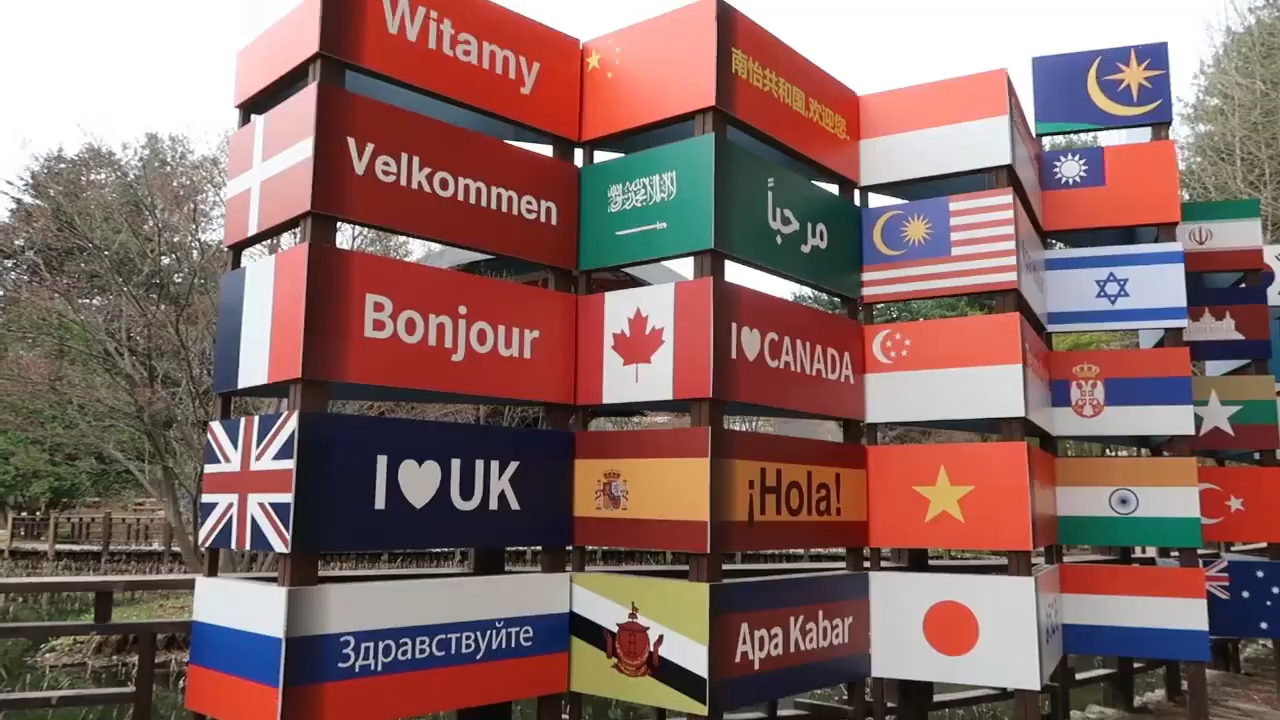 Witamy
南怡共和国,欢迎您.
Velkommen
مرحباً
Bonjour
I♥CANADA
I♥UK
¡Hola!
Здравствуйте
Apa Kabar